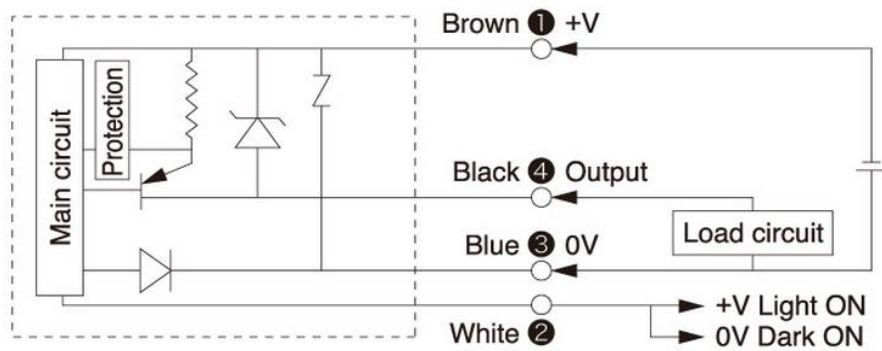 Brown ❶ +V
Main circuit
Protection
Black ❹ Output
Blue ❸ 0V
Load circuit
White ❷
+V Light ON
0V Dark ON